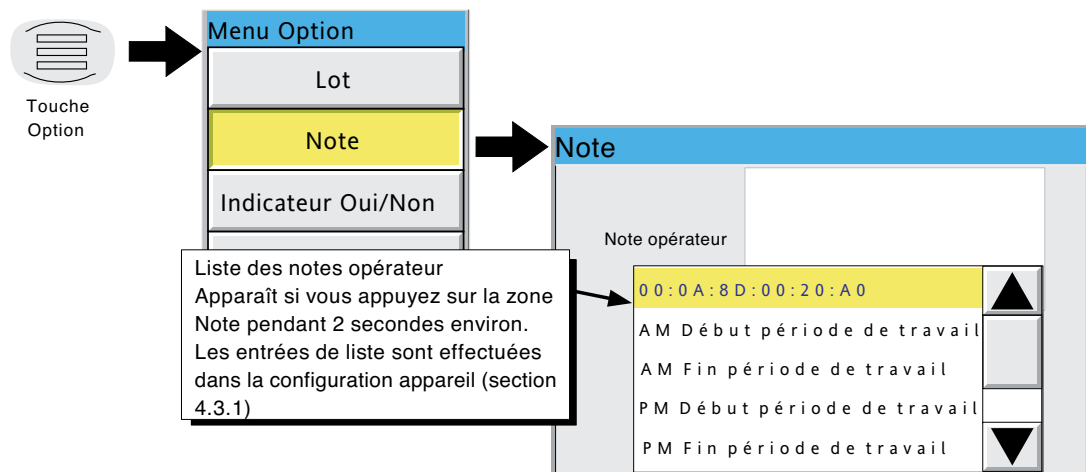 Touche
Option
Menu Option
Lot
Note
Indicateur Oui/Non
Liste des notes opérateur
Apparaît si vous appuyez sur la zone
Note pendant 2 secondes environ.
Les entrées de liste sont effectuées
dans la configuration appareil (section
4.3.1)
Note
Note opérateur
00:0A:8D:00:20:A0
AM Début période de travail
AM Fin période de travail
PM Début période de travail
PM Fin période de travail